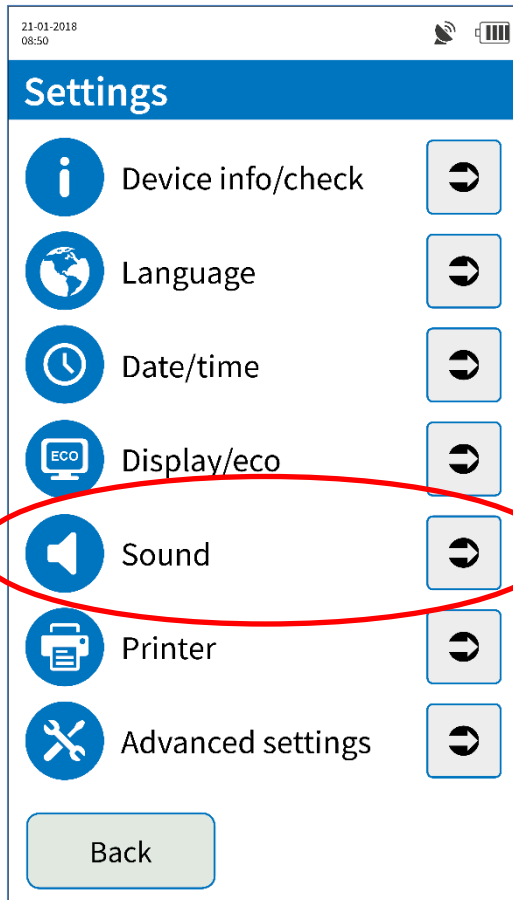 21-01-2018
08:50
Settings
Device info/check
Language
Date/time
ECO
Display/eco
Sound
Printer
Advanced settings
Back